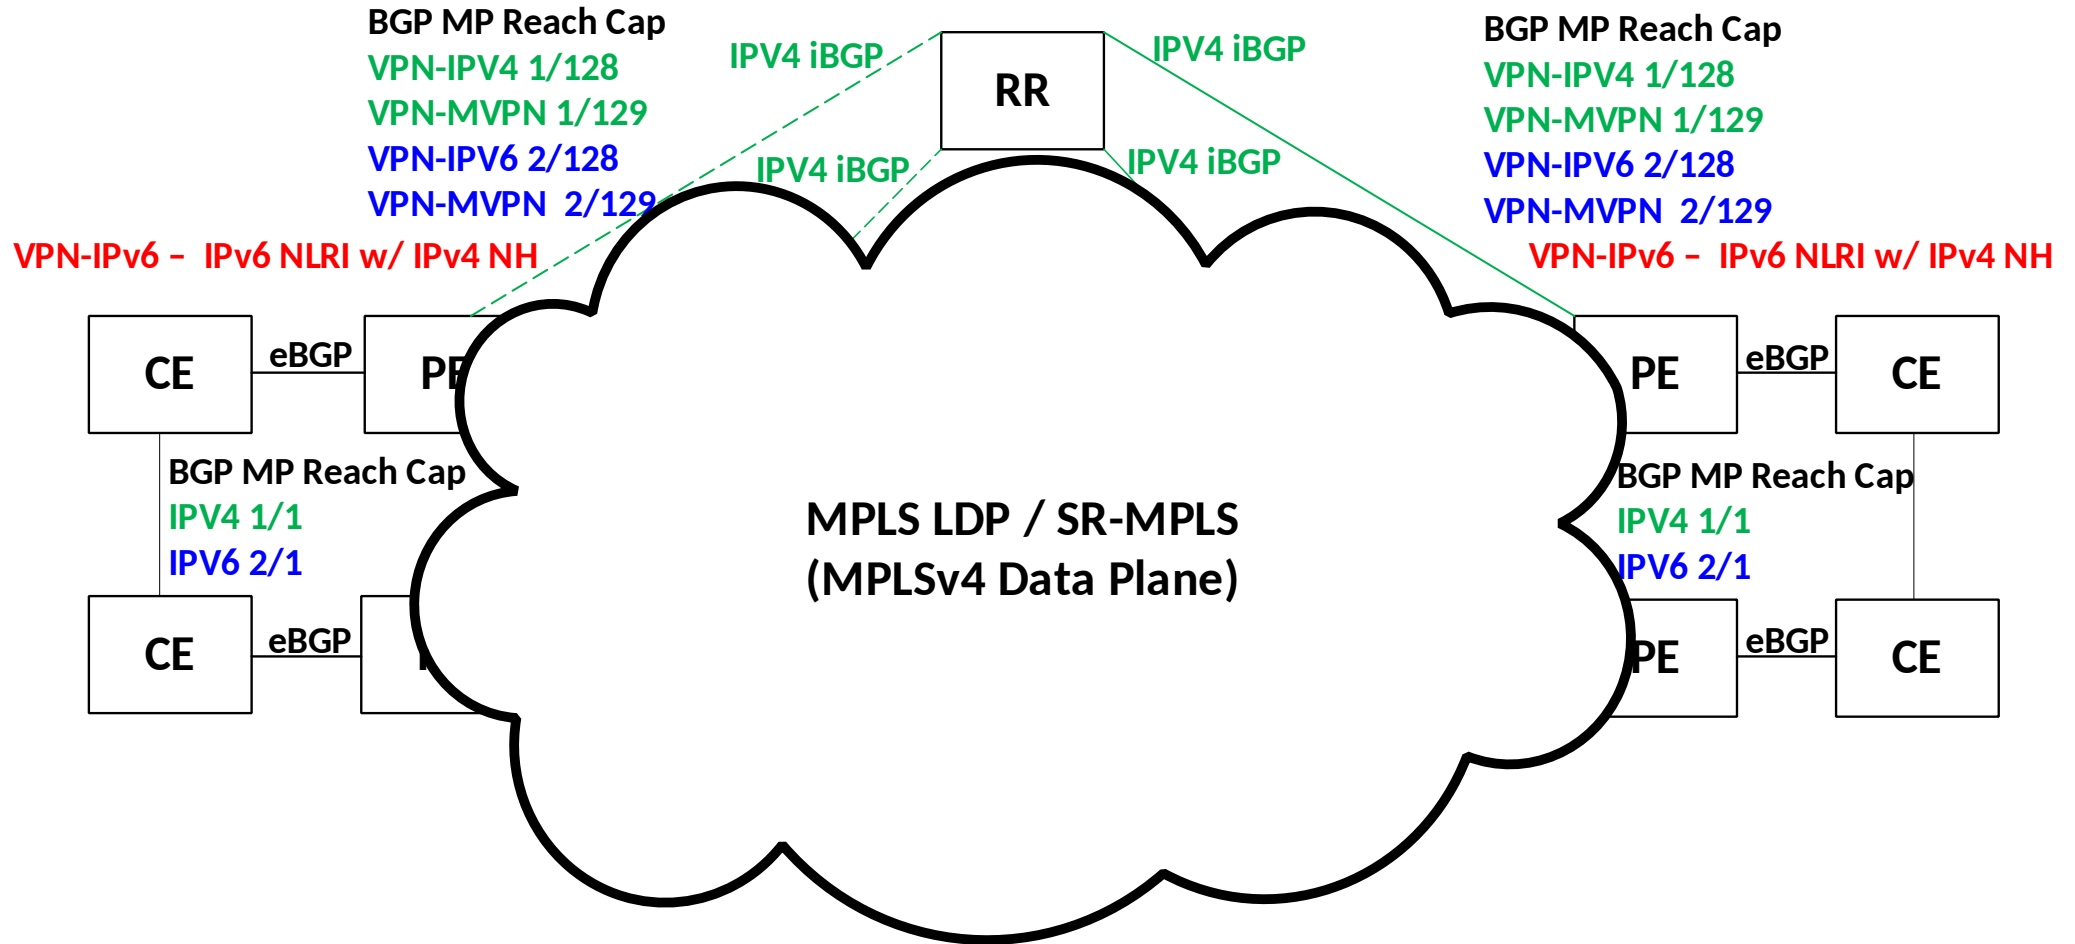 BGP MP Reach Cap
VPN-IPV4 1/128
VPN-MVPN 1/129
VPN-IPV6 2/128
VPN-MVPN  2/129
VPN-IPv6 –  IPv6 NLRI w/ IPv4 NH
IPV4 iBGP
RR
IPV4 iBGP
IPV4 iBGP
IPV4 iBGP
BGP MP Reach Cap
VPN-IPV4 1/128
VPN-MVPN 1/129
VPN-IPV6 2/128
VPN-MVPN  2/129
VPN-IPv6 –  IPv6 NLRI w/ IPv4 NH
CE
eBGP
PE
PE
eBGP
CE
BGP MP Reach Cap
IPV4 1/1
IPV6 2/1
MPLS LDP / SR-MPLS
(MPLSv4 Data Plane)
BGP MP Reach Cap
IPV4 1/1
IPV6 2/1
CE
eBGP
PE
eBGP
CE